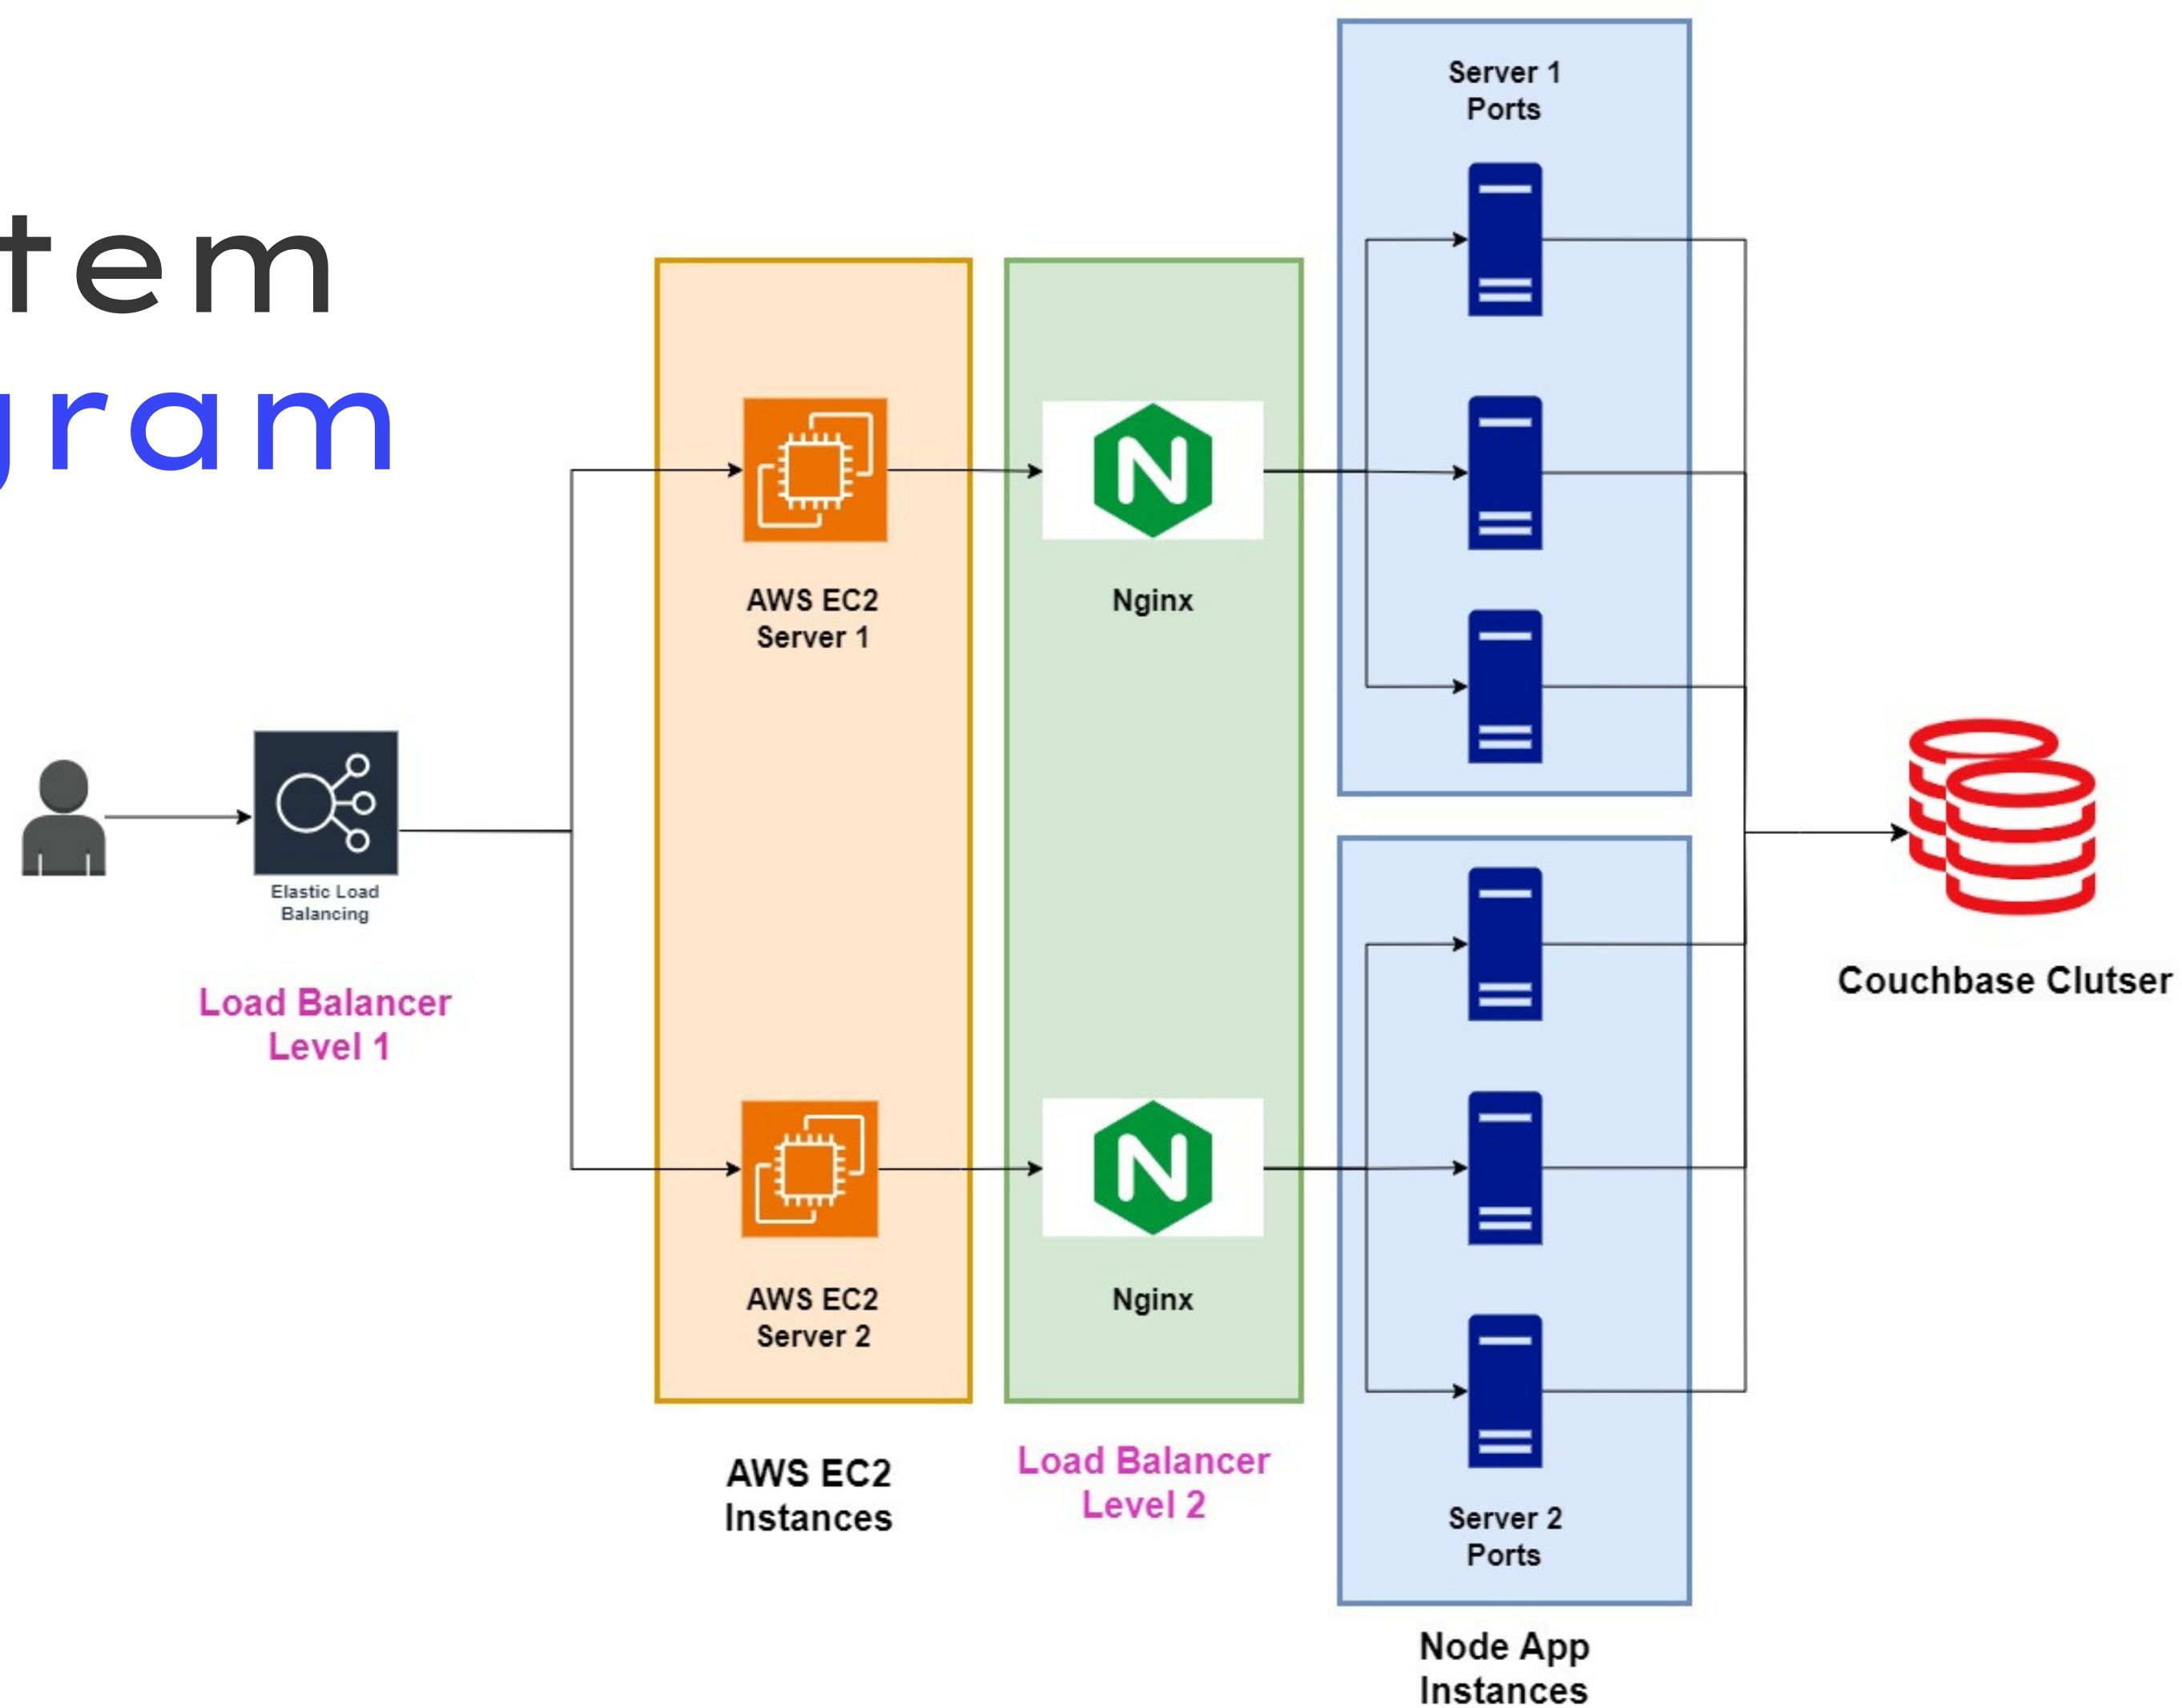 tem
gram
Server 1
Ports
AWS EC2
Server 1
Nginx
Elastic Load
Balancing
Load Balancer
Level 1
Couchbase Clutser
AWS EC2
Server 2
Nginx
AWS EC2
Instances
Load Balancer
Level 2
Server 2
Ports
Node App
Instances